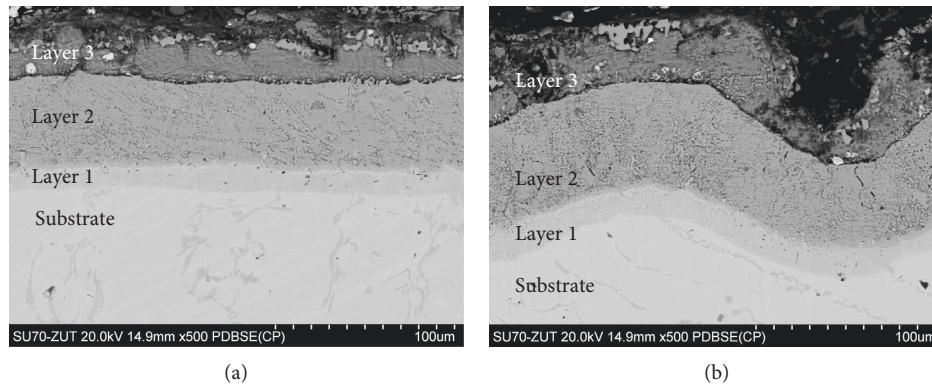 Layer 3
Layer 2
Layer 1
Substrate
SU70-ZUT 20.0kV 14.9mm x500 PDBSE(CP) 100um
(a)
Layer 3
Layer 2
Layer 1
Substrate
SU70-ZUT 20.0kV 14.9mm x500 PDBSE(CP) 100um
(b)